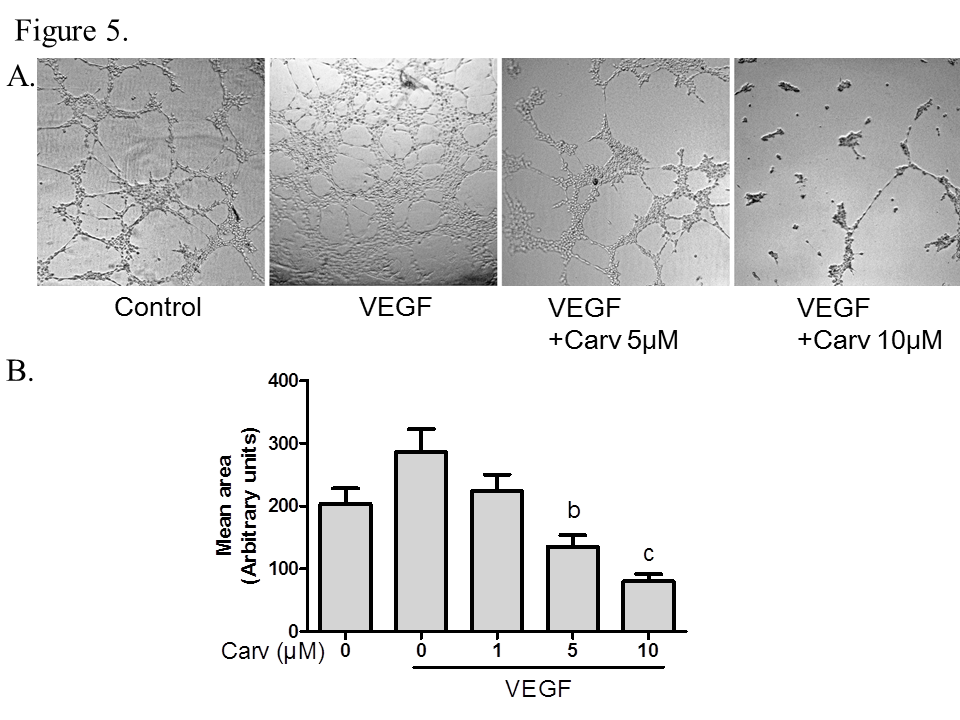 Figure 5.
A.
Control
VEGF
VEGF
+Carv 5µM
VEGF
+Carv 10µM
B.
Mean area
(Arbitrary units)
400
300
200
100
0
b
c
Carv (µM) 0 0 1 5 10
VEGF